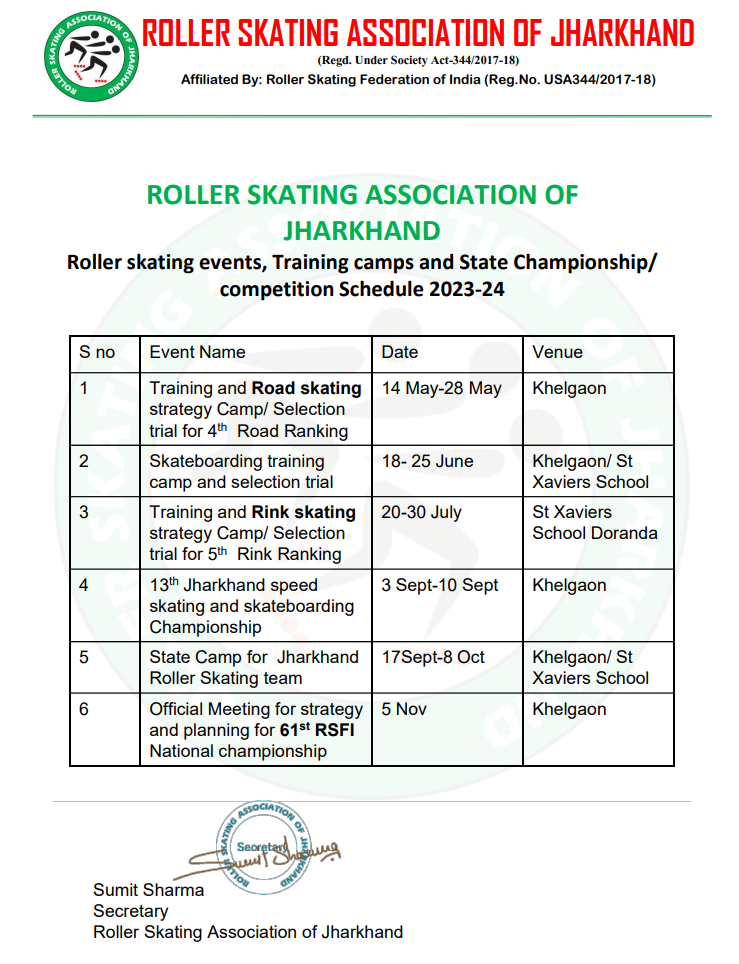 ROLLER SKATING ASSOCIATION OF JHARKHAND
ROLLER SKATING ASSOCIATION OF JHARKHAND
(Regd. Under Society Act-344/2017-18)
Affiliated By: Roller Skating Federation of India (Reg.No. USA344/2017-18)
ROLLER SKATING ASSOCIATION OF
JHARKHAND
Roller skating events, Training camps and State Championship/
competition Schedule 2023-24
S no Event Name Date Venue
1 Training and Road skating 14 May-28 May Khelgaon
strategy Camp/ Selection
trial for 4th Road Ranking
2 Skateboarding training 18- 25 June Khelgaon/ St
camp and selection trial Xaviers School
3 Training and Rink skating 20-30 July St Xaviers
strategy Camp/ Selection School Doranda
trial for 5th Rink Ranking
4 13th Jharkhand speed 3 Sept-10 Sept Khelgaon
skating and skateboarding
Championship
5 State Camp for Jharkhand 17Sept-8 Oct Khelgaon/ St
Roller Skating team Xaviers School
6 Official Meeting for strategy 5 Nov Khelgaon
and planning for 61st RSFI
National championship
ROLLER SKATING ASSOCIATION OF JHARKHAND
Secretary
Sumit Sharma
Sumit Sharma
Secretary
Roller Skating Association of Jharkhand